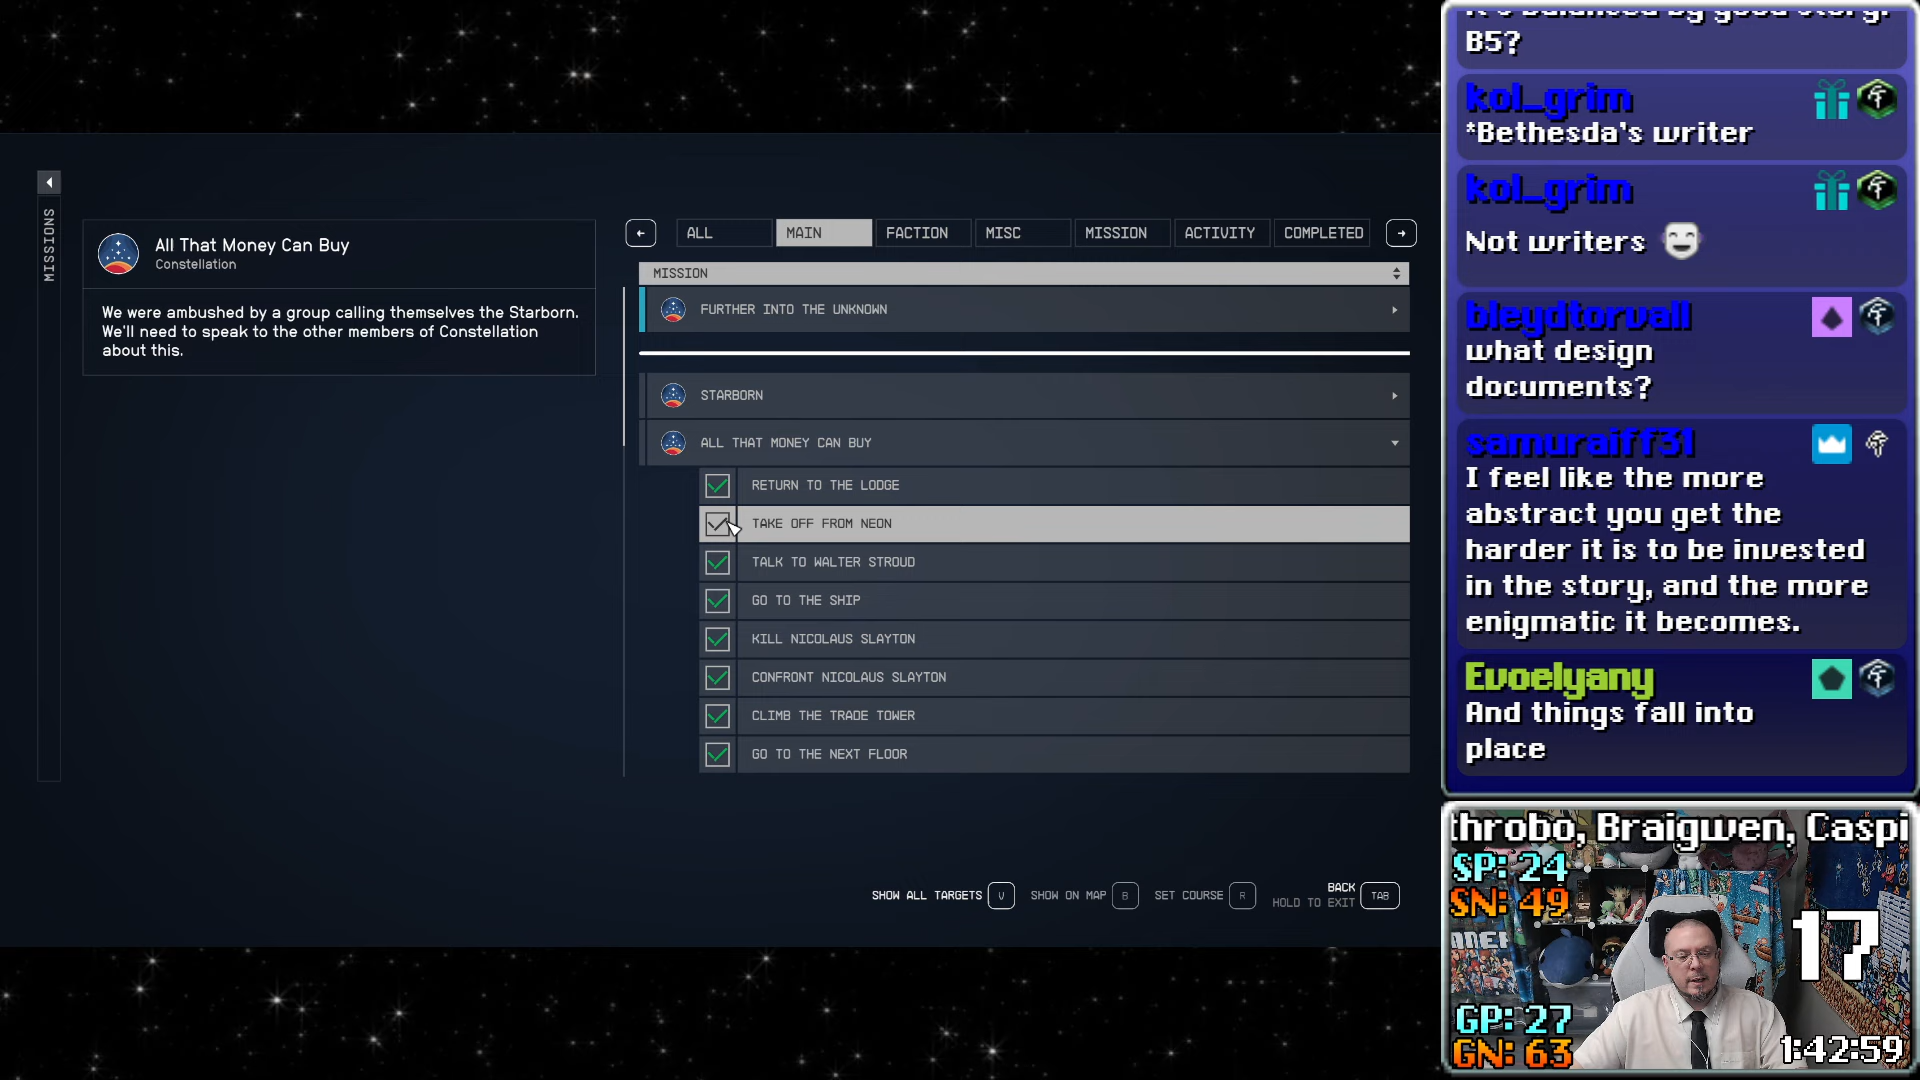 MISSIONS
All That Money Can Buy
Constellation
We were ambushed by a group calling themselves the Starborn.
We'll need to speak to the other members of Constellation
about this.
ALL
MAIN
FACTION
MISC
MISSION
ACTIVITY
COMPLETED
MISSION
FURTHER INTO THE UNKNOWN
STARBORN
ALL THAT MONEY CAN BUY
RETURN TO THE LODGE
TAKE OFF FROM NEON
TALK TO WALTER STROUD
GO TO THE SHIP
KILL NICOLAUS SLAYTON
CONFRONT NICOLAUS SLAYTON
CLIMB THE TRADE TOWER
GO TO THE NEXT FLOOR
SHOW ALL TARGETS V
SHOW ON MAP B
SET COURSE R
BACK
HOLD TO EXIT
TAB
B5?
kol_grim
*Bethesda's writer
kol_grim
Not writers
bleydtorvall
what design
documents?
samuraiff31
I feel like the more
abstract you get the
harder it is to be invested
in the story, and the more
enigmatic it becomes.
Evoelyany
And things fall into
place
throbo, Braigwen, Caspi
SP: 24
SN: 49
17
GP: 27
GN: 63
1:42:59